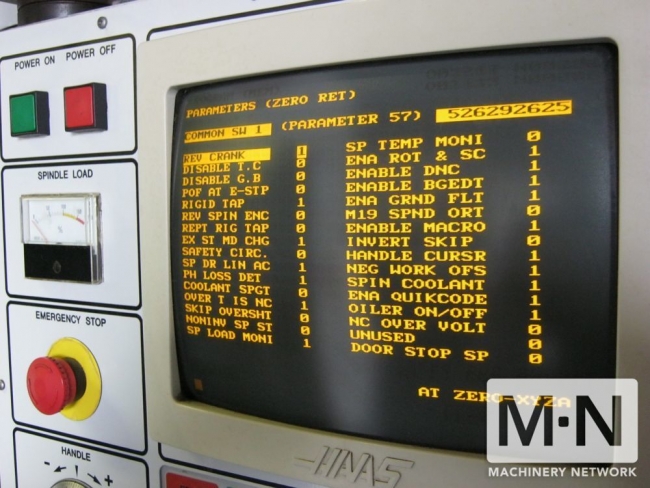 POWER ON POWER OFF
SPINDLE LOAD
EMERGENCY STOP
HANDLE
- +
PARAMETERS (ZERO RET)
COMMON SW 1 (PARAMETER 57) 526292625
REV CRANK 1
DISABLE T.C 0
DISABLE G.B 0
POF AT E-STP 0
RIGID TAP 1
REV SPIN ENC 0
REPT RIG TAP 0
EX ST MD CHG 1
SAFETY CIRC. 0
SP DR LIN AC 1
PH LOSS DET 1
COOLANT SPGT 0
OVER T IS NC 1
SKIP OVERSHT 0
NONINV SP ST 0
SP LOAD MONI 1
SP TEMP MONI 0
ENA ROT & SC 1
ENABLE DNC 1
ENABLE BGEDT 1
ENA GRND FLT 1
M19 SPND ORT 0
ENABLE MACRO 1
INVERT SKIP 0
HANDLE CURSR 1
NEG WORK OFS 1
SPIN COOLANT 1
ENA QUIKCODE 1
OILER ON/OFF 1
NC OVER VOLT 0
UNUSED 0
DOOR STOP SP 0
AT ZERO-XYZA
HAAS
M·N
MACHINERY NETWORK